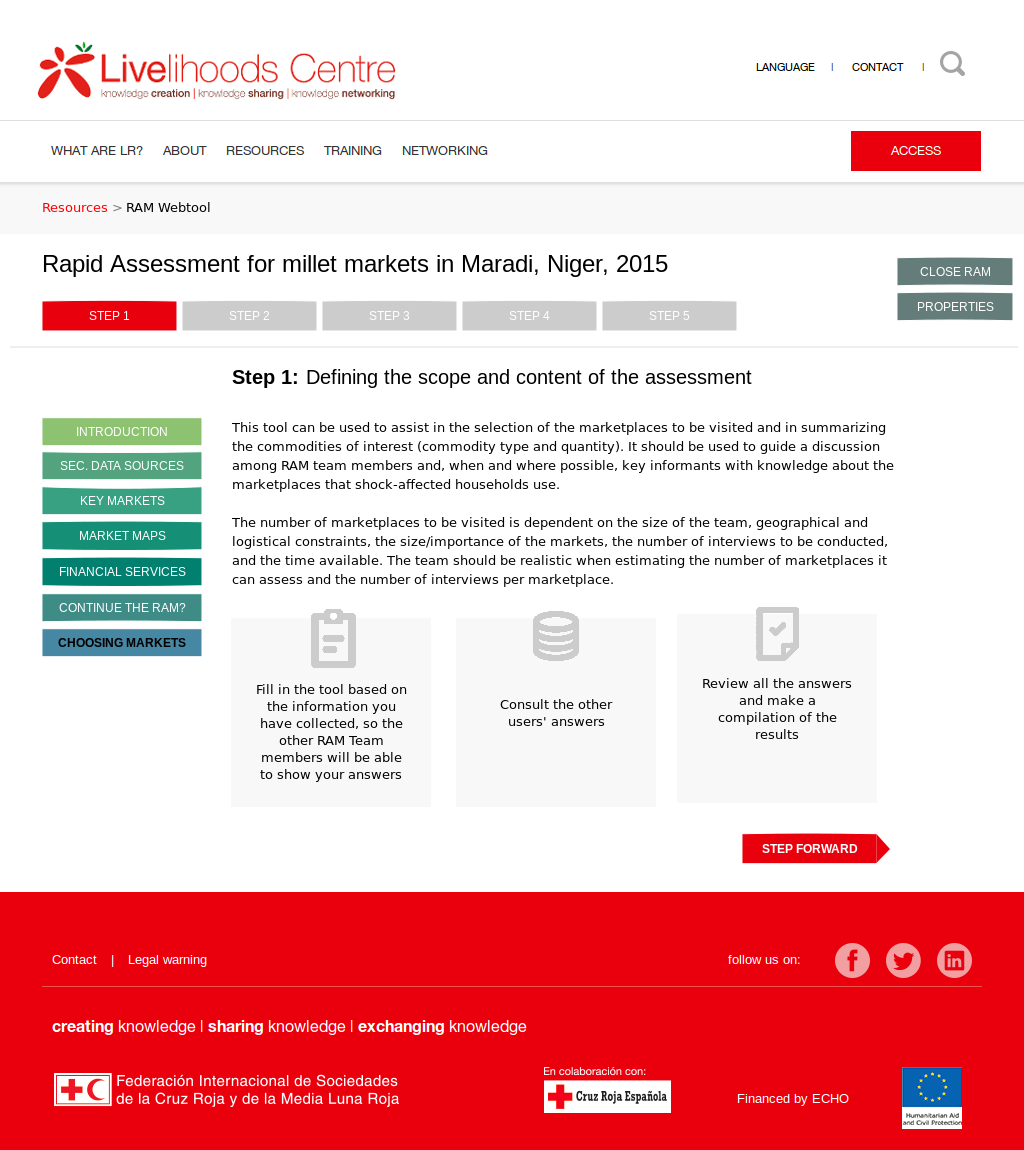 Livelihoods Centre
knowledge creation | knowledge sharing | knowledge networking
LANGUAGE | CONTACT |
WHAT ARE LR? ABOUT RESOURCES TRAINING NETWORKING ACCESS
Resources > RAM Webtool
Rapid Assessment for millet markets in Maradi, Niger, 2015
CLOSE RAM
PROPERTIES
STEP 1 STEP 2 STEP 3 STEP 4 STEP 5
Step 1: Defining the scope and content of the assessment
INTRODUCTION
SEC. DATA SOURCES
KEY MARKETS
MARKET MAPS
FINANCIAL SERVICES
CONTINUE THE RAM?
CHOOSING MARKETS
This tool can be used to assist in the selection of the marketplaces to be visited and in summarizing
the commodities of interest (commodity type and quantity). It should be used to guide a discussion
among RAM team members and, when and where possible, key informants with knowledge about the
marketplaces that shock-affected households use.
The number of marketplaces to be visited is dependent on the size of the team, geographical and
logistical constraints, the size/importance of the markets, the number of interviews to be conducted,
and the time available. The team should be realistic when estimating the number of marketplaces it
can assess and the number of interviews per marketplace.
Fill in the tool based on
the information you
have collected, so the
other RAM Team
members will be able
to show your answers
Consult the other
users' answers
Review all the answers
and make a
compilation of the
results
STEP FORWARD
Contact | Legal warning
follow us on:
creating knowledge | sharing knowledge | exchanging knowledge
Federación Internacional de Sociedades
de la Cruz Roja y de la Media Luna Roja
En colaboración con:
Cruz Roja Española
Financed by ECHO
Humanitarian Aid
and Civil Protection